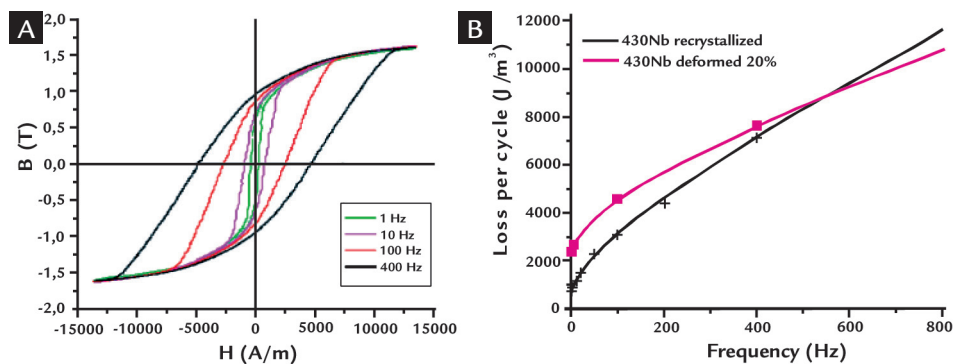 A
B (T)
2,0
1,5
1,0
0,5
0,0
-0,5
-1,0
-1,5
2,0
1 Hz
10 Hz
100 Hz
400 Hz
-15000 -10000 -5000 0 5000 10000 15000
H (A/m)
B
Loss per cycle (J /m³)
12000
10000
8000
6000
4000
2000
0
430Nb recrystallized
430Nb deformed 20%
0 200 400 600 800
Frequency (Hz)